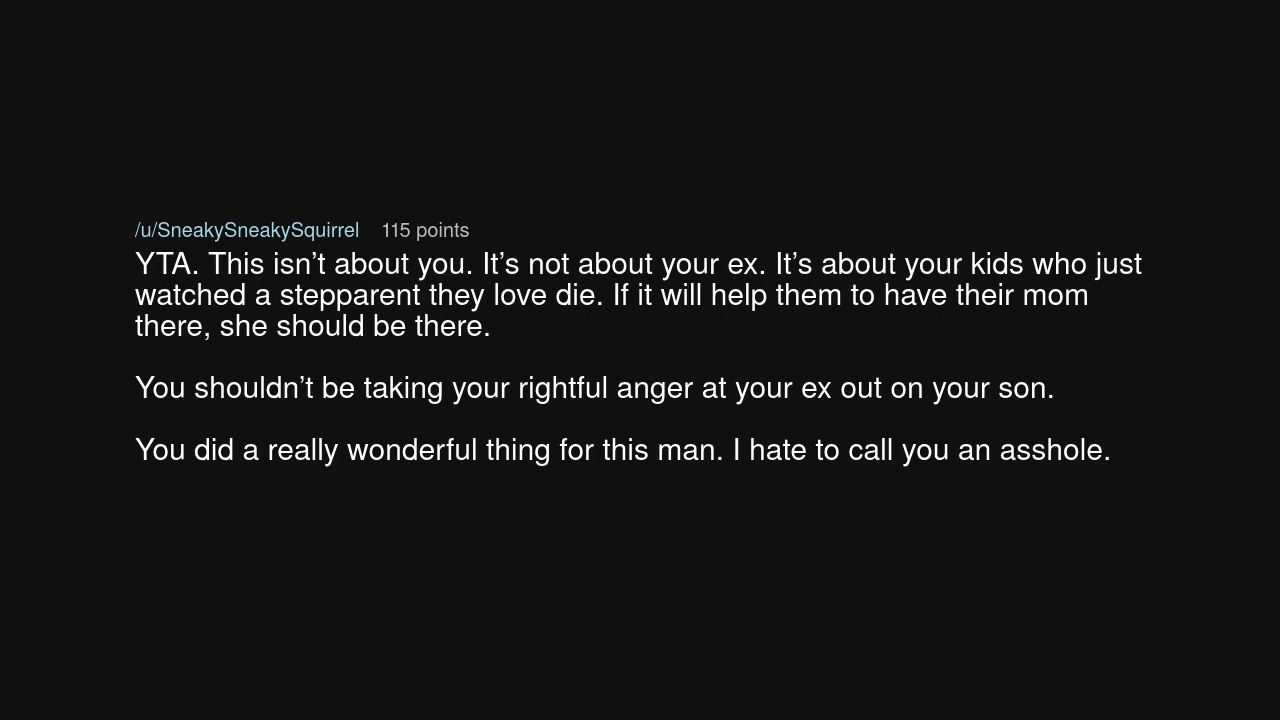 /u/SneakySneakySquirrel 115 points
YTA. This isn’t about you. It’s not about your ex. It’s about your kids who just
watched a stepparent they love die. If it will help them to have their mom
there, she should be there.
You shouldn’t be taking your rightful anger at your ex out on your son.
You did a really wonderful thing for this man. I hate to call you an asshole.